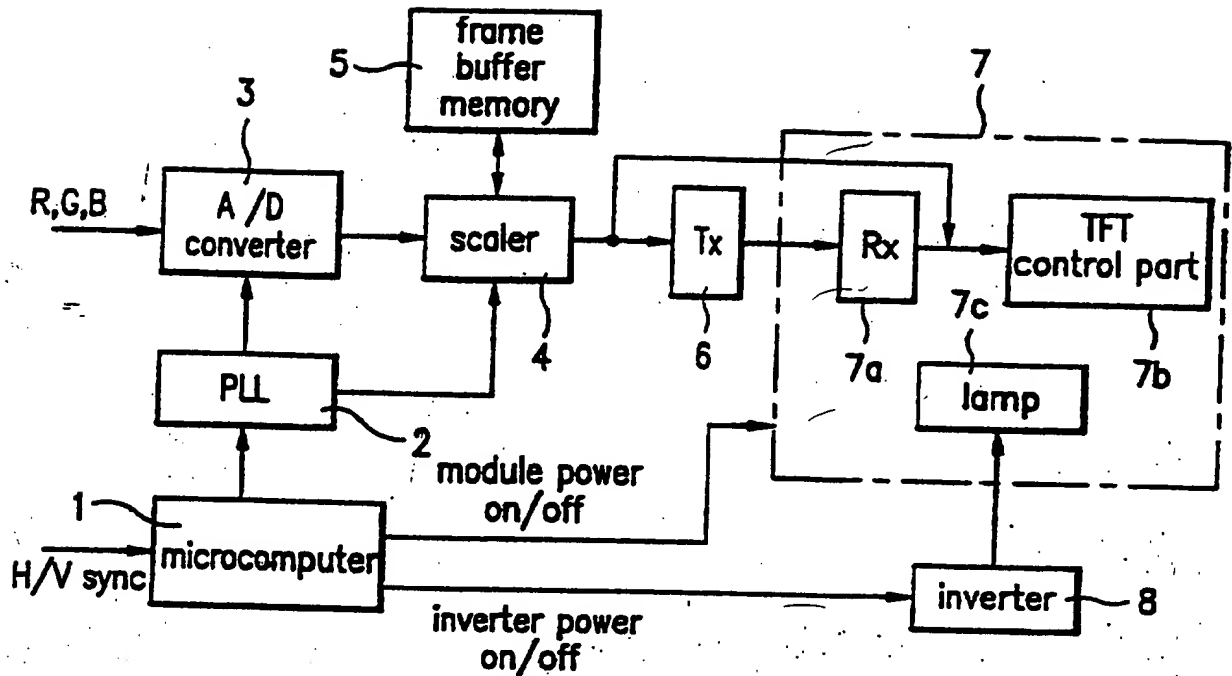 frame
buffer
memory
5
7
3
R,G,B
A/D
converter
scaler
Tx
Rx
TFT
control part
4
6
7a
7c
7b
PLL
2
lamp
module power
on/off
1
microcomputer
H/V sync
inverter
8
inverter power
on/off